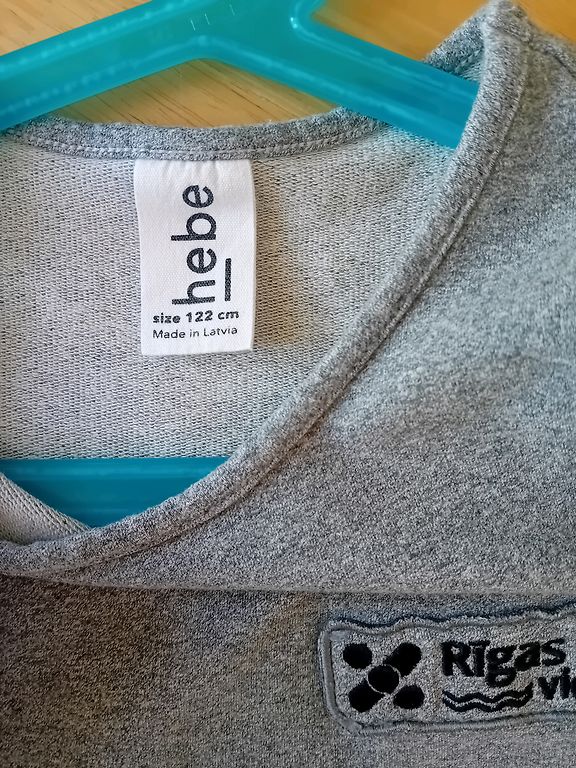 hebe
size 122 cm
Made in Latvia
Rīgas